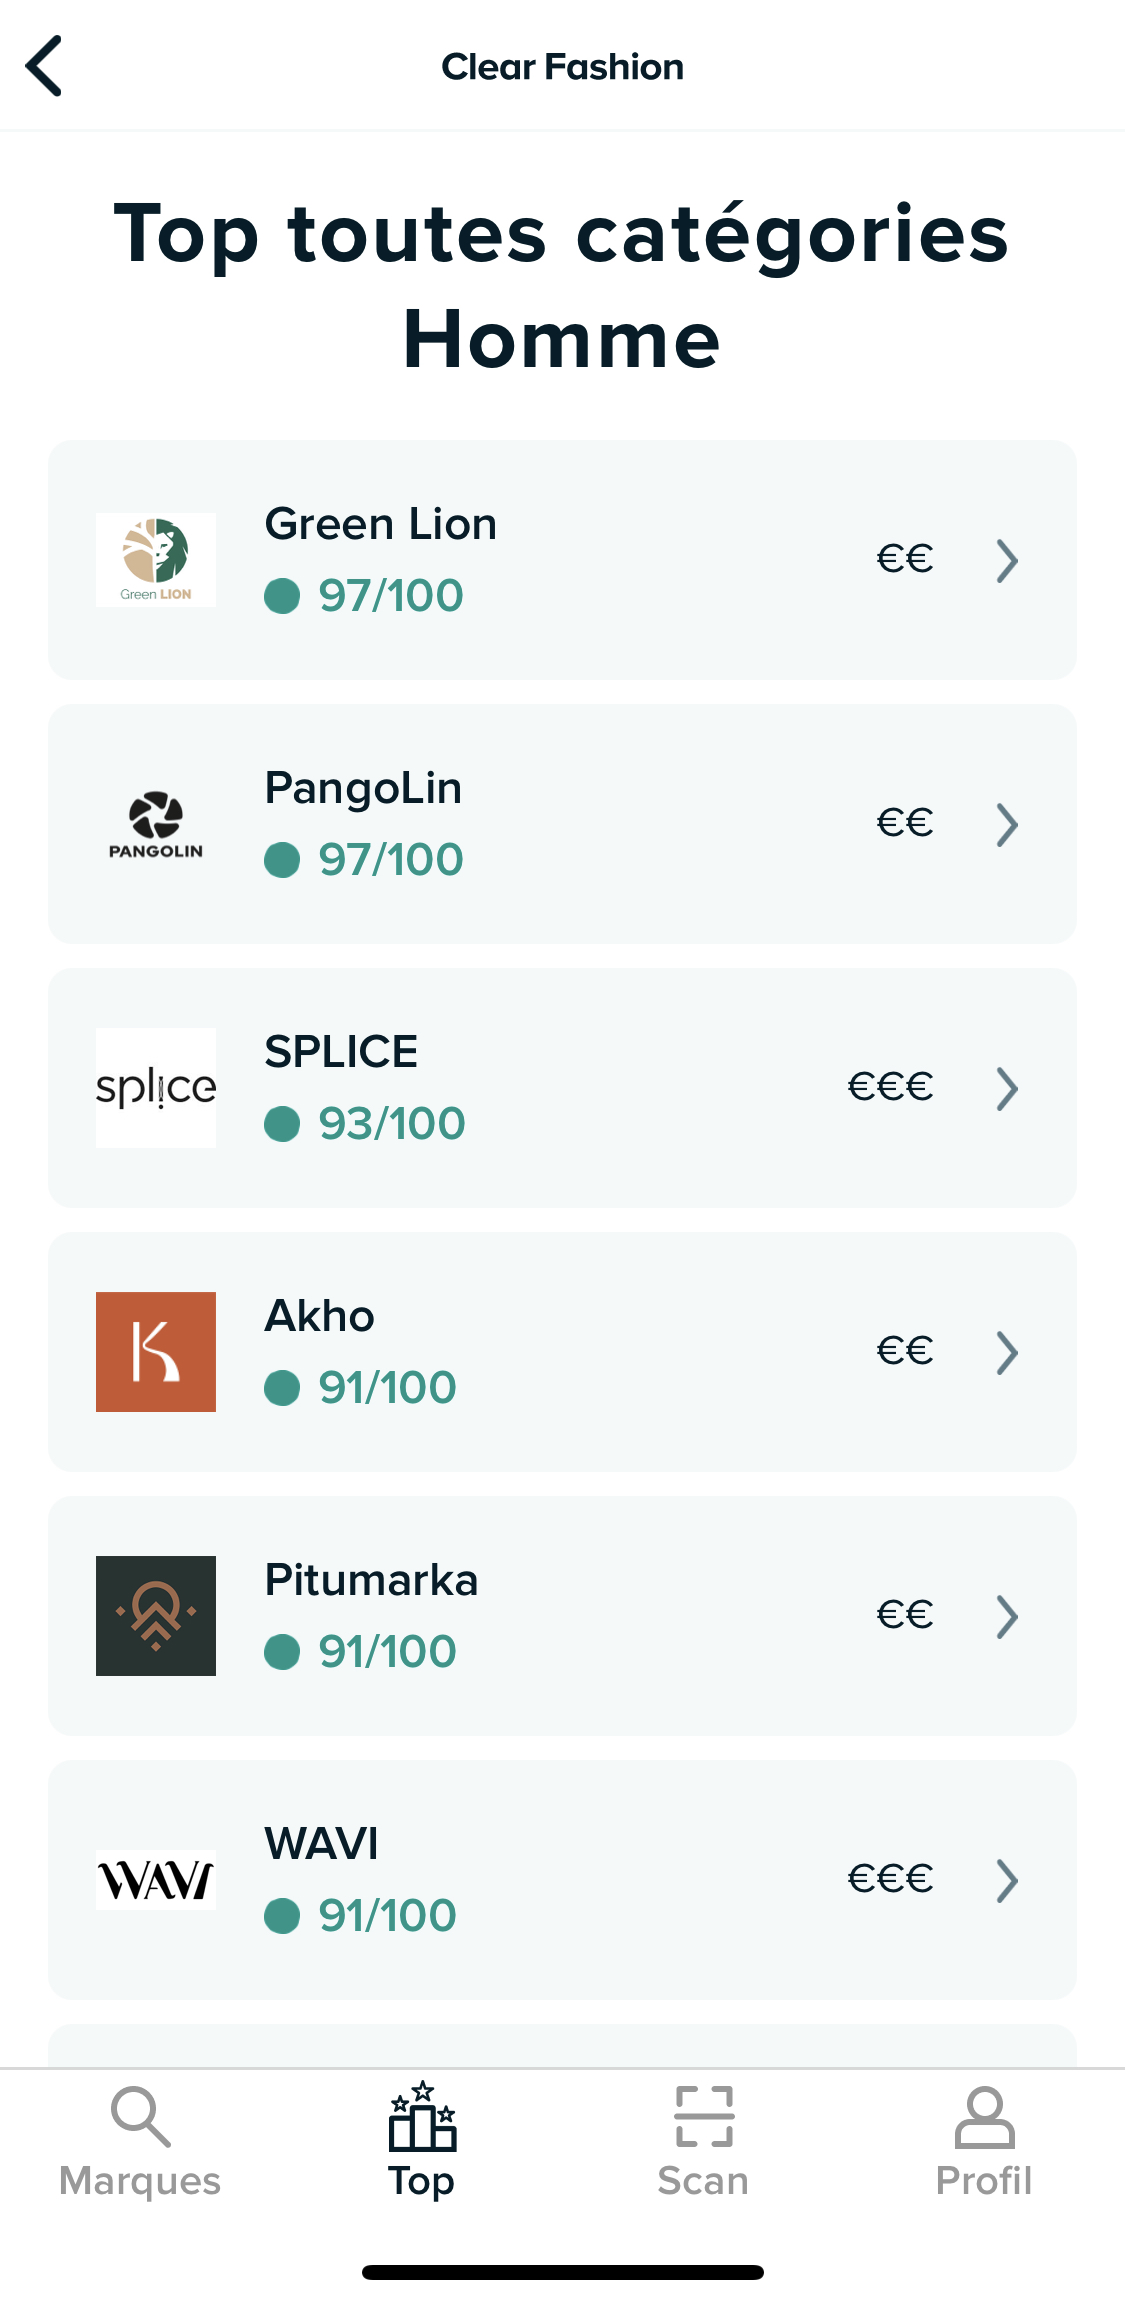 Clear Fashion
Top toutes catégories
Homme
Green LION
Green Lion
97/100
€€
PANGOLIN
PangoLin
97/100
€€
splice
SPLICE
93/100
€€€
K
Akho
91/100
€€
Pitumarka
91/100
€€
WAVI
WAVI
91/100
€€€
Marques
Top
Scan
Profil